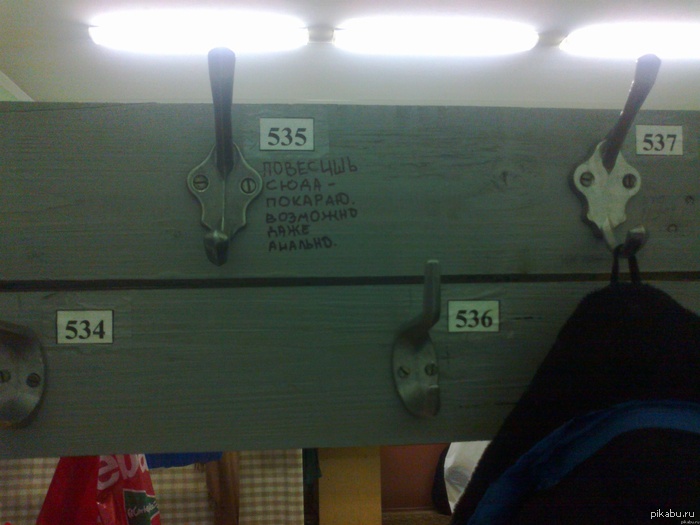 535
537
ПОВЕСИШЬ
СЮДА-
ПОКАРАЮ.
ВОЗМОЖНО
ДАЖЕ
АНАЛЬНО.
534
536
pikabu.ru